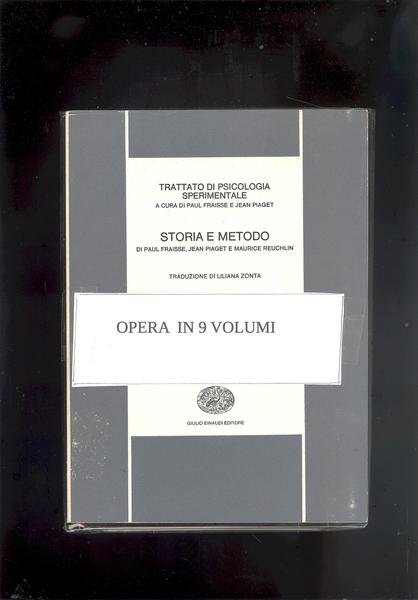 TRATTATO DI PSICOLOGIA
SPERIMENTALE
A CURA DI PAUL FRAISSE E JEAN PIAGET
STORIA E METODO
DI PAUL FRAISSE, JEAN PIAGET E MAURICE REUCHLIN
TRADUZIONE DI LILIANA ZONTA
OPERA IN 9 VOLUMI
GIULIO EINAUDI EDITORE